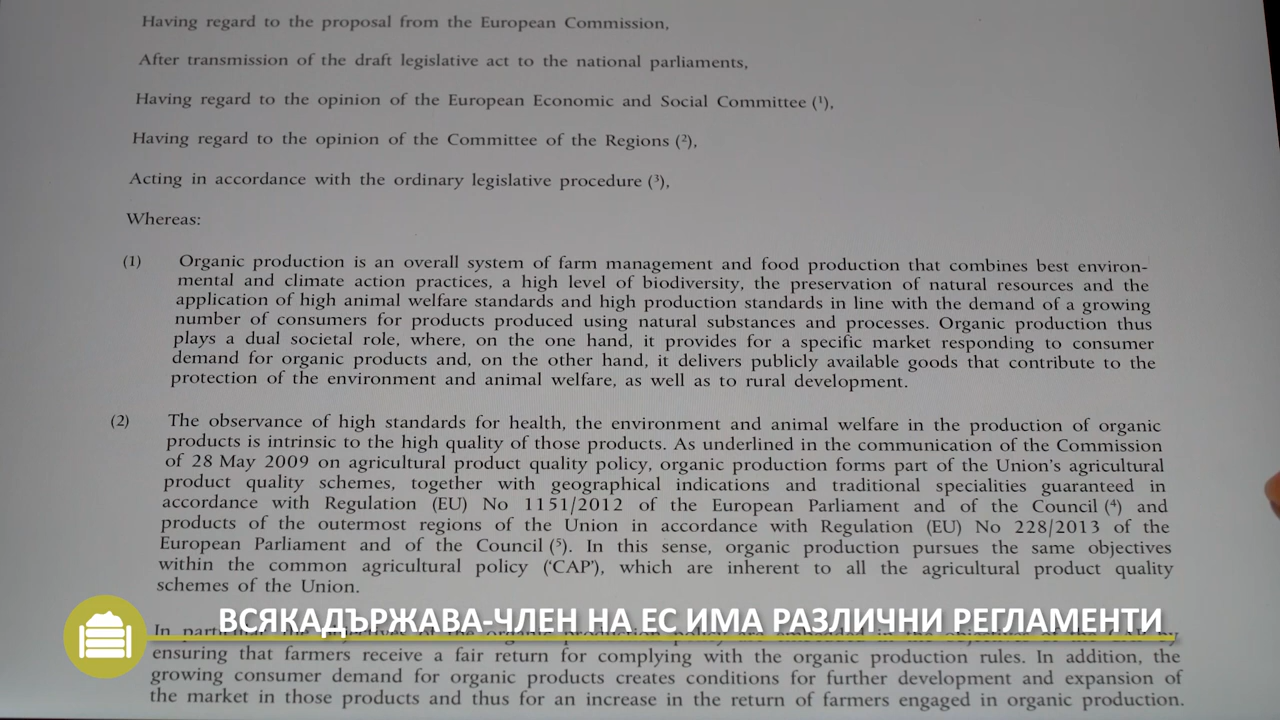 Having regard to the proposal from the European Commission,
After transmission of the draft legislative act to the national parliaments,
Having regard to the opinion of the European Economic and Social Committee (¹),
Having regard to the opinion of the Committee of the Regions (²),
Acting in accordance with the ordinary legislative procedure (³),
Whereas:
(1) Organic production is an overall system of farm management and food production that combines best environ-
mental and climate action practices, a high level of biodiversity, the preservation of natural resources and the
application of high animal welfare standards and high production standards in line with the demand of a growing
number of consumers for products produced using natural substances and processes. Organic production thus
plays a dual societal role, where, on the one hand, it provides for a specific market responding to consumer
demand for organic products and, on the other hand, it delivers publicly available goods that contribute to the
protection of the environment and animal welfare, as well as to rural development.
(2) The observance of high standards for health, the environment and animal welfare in the production of organic
products is intrinsic to the high quality of those products. As underlined in the communication of the Commission
of 28 May 2009 on agricultural product quality policy, organic production forms part of the Union's agricultural
product quality schemes, together with geographical indications and traditional specialities guaranteed in
accordance with Regulation (EU) No 1151/2012 of the European Parliament and of the Council (⁴) and
products of the outermost regions of the Union in accordance with Regulation (EU) No 228/2013 of the
European Parliament and of the Council (⁵). In this sense, organic production pursues the same objectives
within the common agricultural policy ('CAP'), which are inherent to all the agricultural product quality
schemes of the Union.
ВСЯКАДЪРЖАВА-ЧЛЕН НА ЕС ИМА РАЗЛИЧНИ РЕГЛАМЕНТИ
In
ensuring that farmers receive a fair return for complying with the organic production rules. In addition, the
growing consumer demand for organic products creates conditions for further development and expansion of
the market in those products and thus for an increase in the return of farmers engaged in organic production.